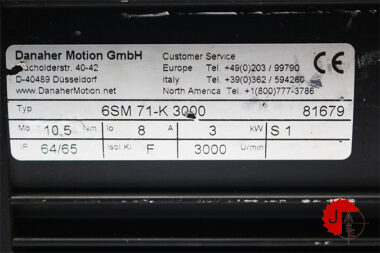 Danaher Motion GmbH Customer Service
Wacholderstr. 40-42 Europe Tel. +49(0)203 / 99790
D-40489 Düsseldorf Italy Tel. +39(0)362 / 594260
www.DanaherMotion.net North America Tel. +1(800)777-3786
CE
Typ 6SM 71-K 3000 81679
Mo 10,5 Nm Io 8 A 3 kW S 1
IP 64/65 Isol Kl. F 3000 U/min